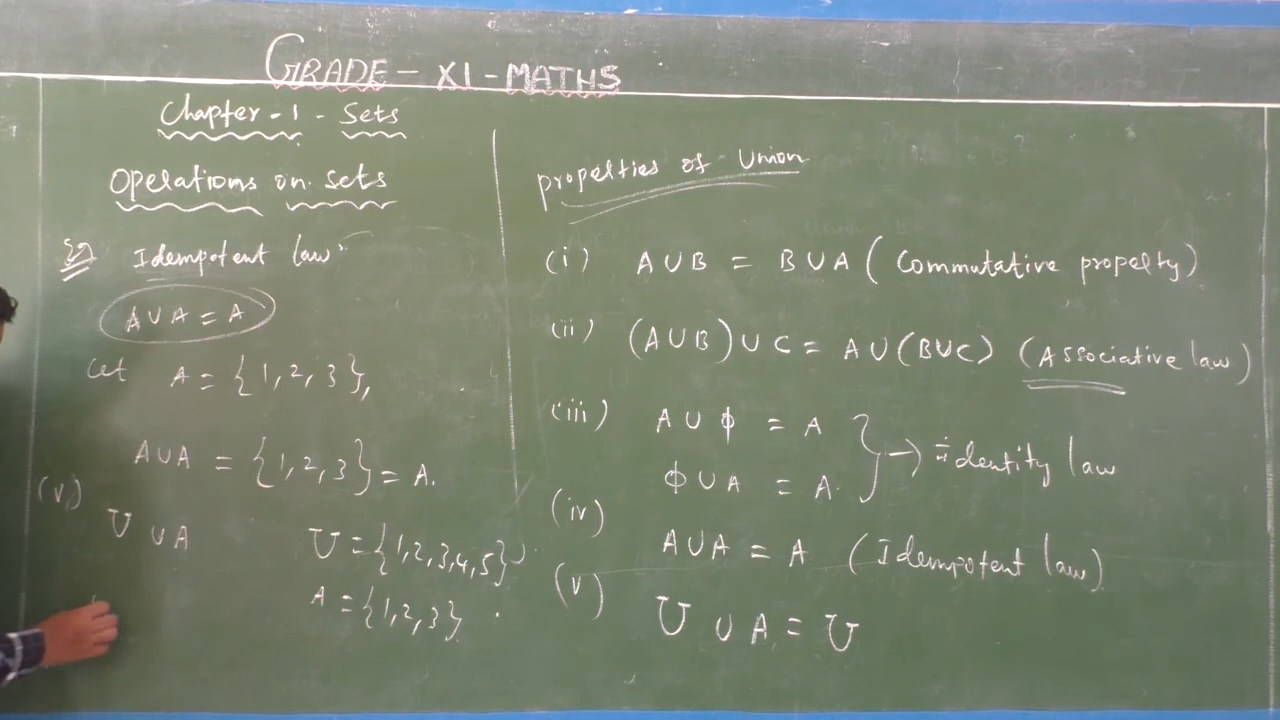 GRADE - XI - MATHS
Chapter - 1 - Sets
Operations on sets
Idempotent law
A ∪ A = A
Let A = {1, 2, 3},
A ∪ A = {1, 2, 3} = A.
(v)
U ∪ A U = {1,2,3,4,5}
A = {1,2,3}
properties of Union
(i) A ∪ B = B ∪ A ( Commutative property)
(ii) (A ∪ B) ∪ C = A ∪ (B ∪ C) (Associative law)
(iii) A ∪ ϕ = A
ϕ ∪ A = A. } → identity law
(iv) A ∪ A = A (Idempotent law)
(v) U ∪ A = U